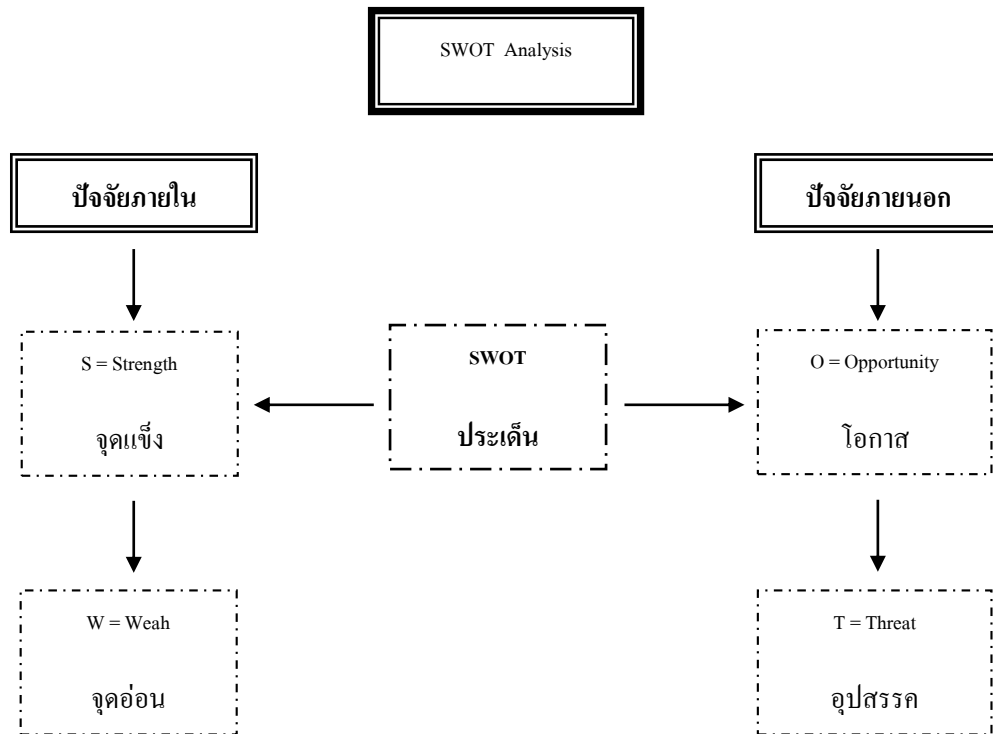 SWOT Analysis
ปัจจัยภายใน
ปัจจัยภายนอก
S = Strength
จุดแข็ง
SWOT
ประเด็น
O = Opportunity
โอกาส
W = Weah
จุดอ่อน
T = Threat
อุปสรรค